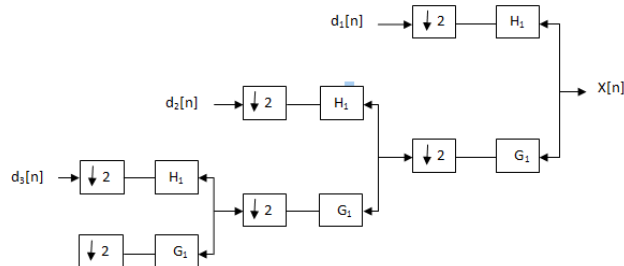 d₁[n] ↓ 2 H₁
X[n]
d₂[n] ↓ 2 H₁
↓ 2 G₁
d₃[n] ↓ 2 H₁
↓ 2 G₁
↓ 2 G₁